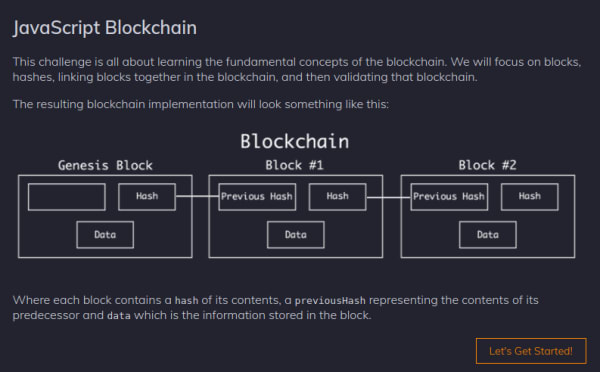 JavaScript Blockchain
This challenge is all about learning the fundamental concepts of the blockchain. We will focus on blocks,
hashes, linking blocks together in the blockchain, and then validating that blockchain.
The resulting blockchain implementation will look something like this:
Blockchain
Genesis Block Block #1 Block #2
Hash Previous Hash Hash Previous Hash Hash
Data Data Data
Where each block contains a hash of its contents, a previousHash representing the contents of its
predecessor and data which is the information stored in the block.
Let's Get Started!